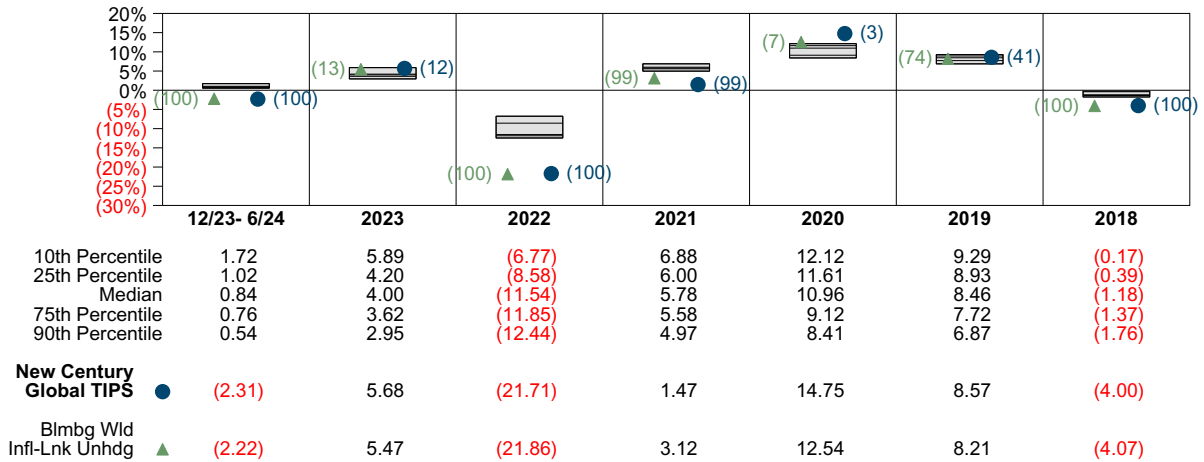 20%
15%
10%
5%
0%
(5%)
(10%)
(15%)
(20%)
(25%)
(30%)
(100) (100)
(13) (12)
(100) (100)
(99) (99)
(7) (3)
(74) (41)
(100) (100)
12/23- 6/24 2023 2022 2021 2020 2019 2018
10th Percentile 1.72 5.89 (6.77) 6.88 12.12 9.29 (0.17)
25th Percentile 1.02 4.20 (8.58) 6.00 11.61 8.93 (0.39)
Median 0.84 4.00 (11.54) 5.78 10.96 8.46 (1.18)
75th Percentile 0.76 3.62 (11.85) 5.58 9.12 7.72 (1.37)
90th Percentile 0.54 2.95 (12.44) 4.97 8.41 6.87 (1.76)
New Century
Global TIPS (2.31) 5.68 (21.71) 1.47 14.75 8.57 (4.00)
Blmbg Wld
Infl-Lnk Unhdg (2.22) 5.47 (21.86) 3.12 12.54 8.21 (4.07)